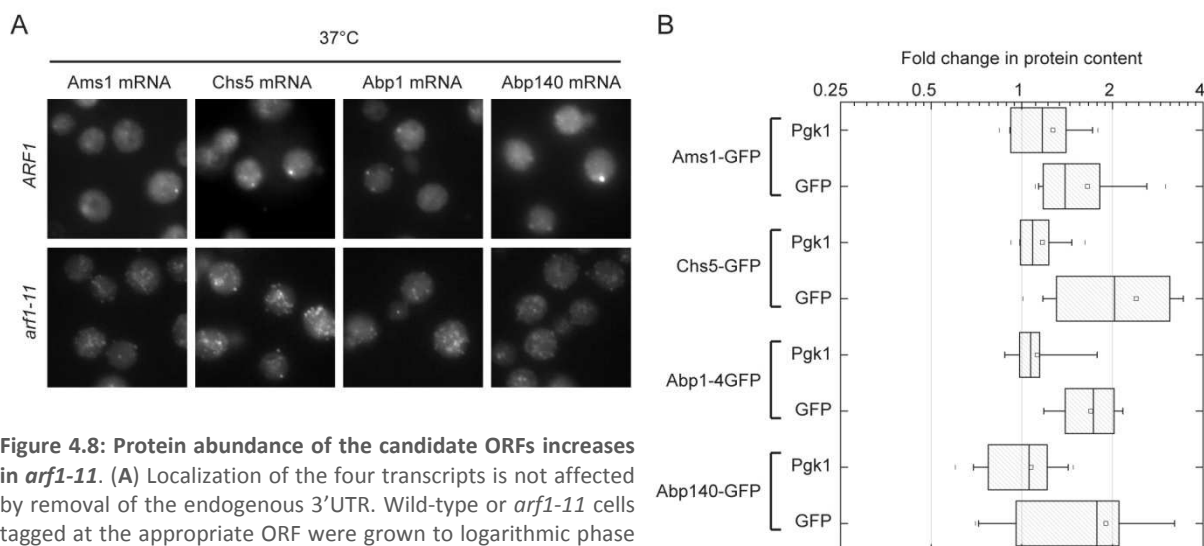 A
37°C
Ams1 mRNA Chs5 mRNA Abp1 mRNA Abp140 mRNA
ARF1
arf1-11
Figure 4.8: Protein abundance of the candidate ORFs increases
in arf1-11. (A) Localization of the four transcripts is not affected
by removal of the endogenous 3’UTR. Wild-type or arf1-11 cells
tagged at the appropriate ORF were grown to logarithmic phase
B
Fold change in protein content
0.25 0.5 1 2 4
Ams1-GFP
Pgk1
GFP
Chs5-GFP
Pgk1
GFP
Abp1-4GFP
Pgk1
GFP
Abp140-GFP
Pgk1
GFP